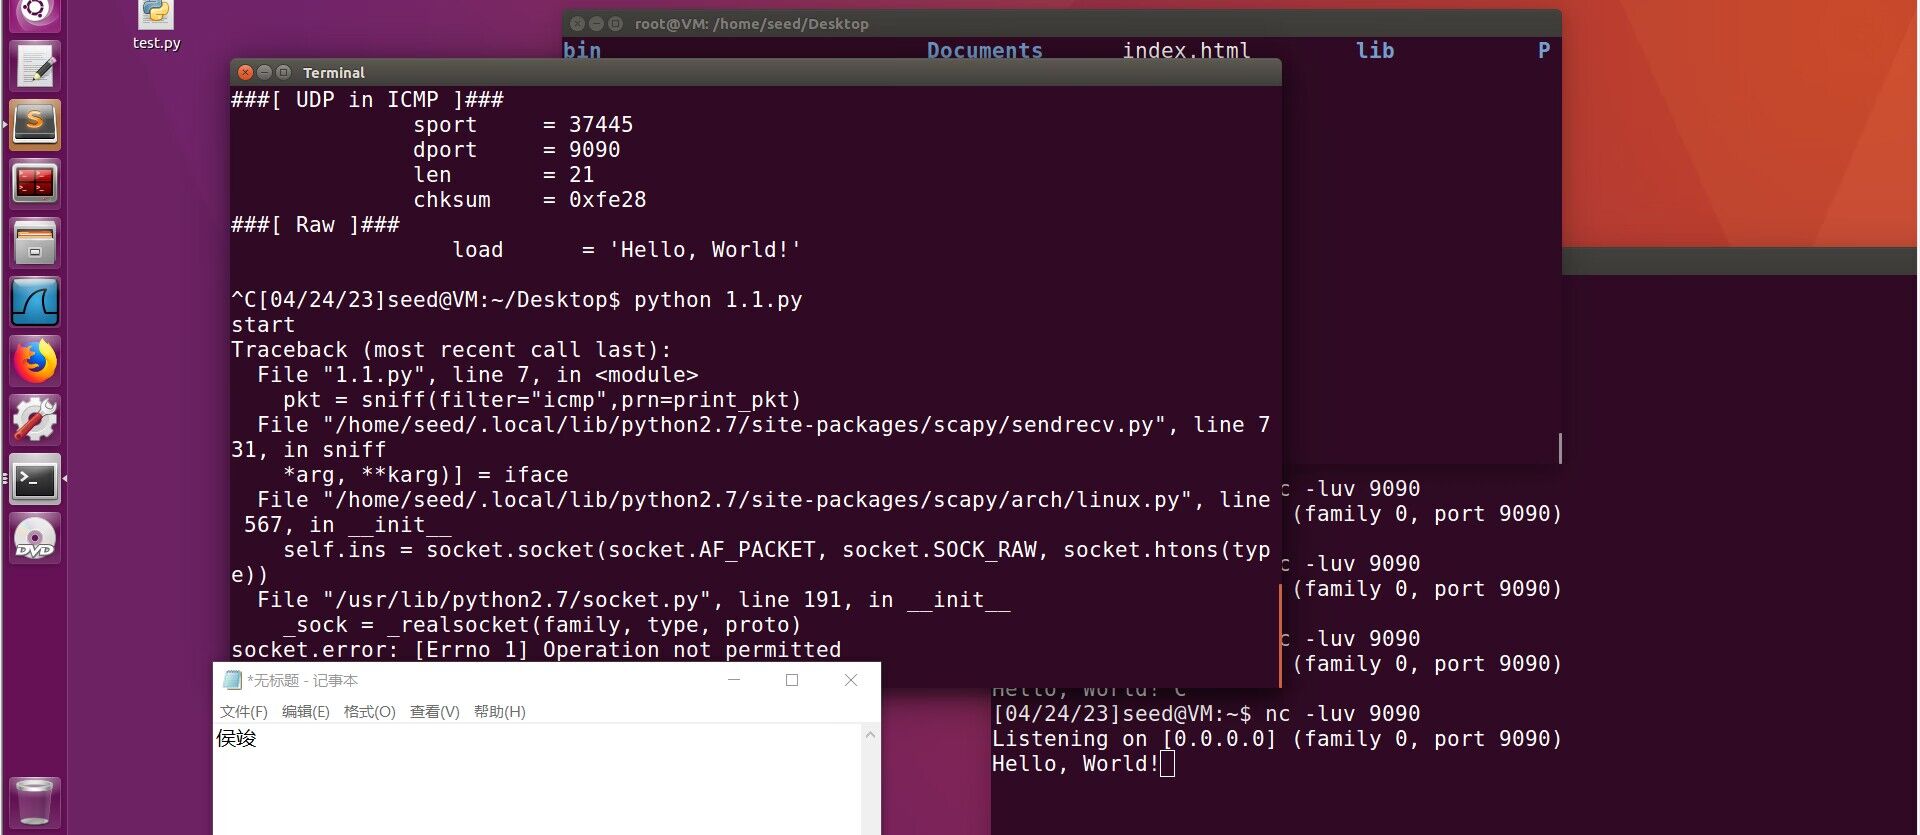 test.py
root@VM: /home/seed/Desktop
bin Documents index.html lib P
Terminal
###[ UDP in ICMP ]###
sport = 37445
dport = 9090
len = 21
chksum = 0xfe28
###[ Raw ]###
load = 'Hello, World!'
^C[04/24/23]seed@VM:~/Desktop$ python 1.1.py
start
Traceback (most recent call last):
File "1.1.py", line 7, in <module>
pkt = sniff(filter="icmp",prn=print_pkt)
File "/home/seed/.local/lib/python2.7/site-packages/scapy/sendrecv.py", line 7
31, in sniff
*arg, **karg)] = iface
File "/home/seed/.local/lib/python2.7/site-packages/scapy/arch/linux.py", line
567, in __init__
self.ins = socket.socket(socket.AF_PACKET, socket.SOCK_RAW, socket.htons(typ
e))
File "/usr/lib/python2.7/socket.py", line 191, in __init__
_sock = _realsocket(family, type, proto)
socket.error: [Errno 1] Operation not permitted
c -luv 9090
(family 0, port 9090)
c -luv 9090
(family 0, port 9090)
c -luv 9090
(family 0, port 9090)
Hello, World!^C
[04/24/23]seed@VM:~$ nc -luv 9090
Listening on [0.0.0.0] (family 0, port 9090)
Hello, World!
*无标题 - 记事本
文件(F) 编辑(E) 格式(O) 查看(V) 帮助(H)
侯竣
S
DVD